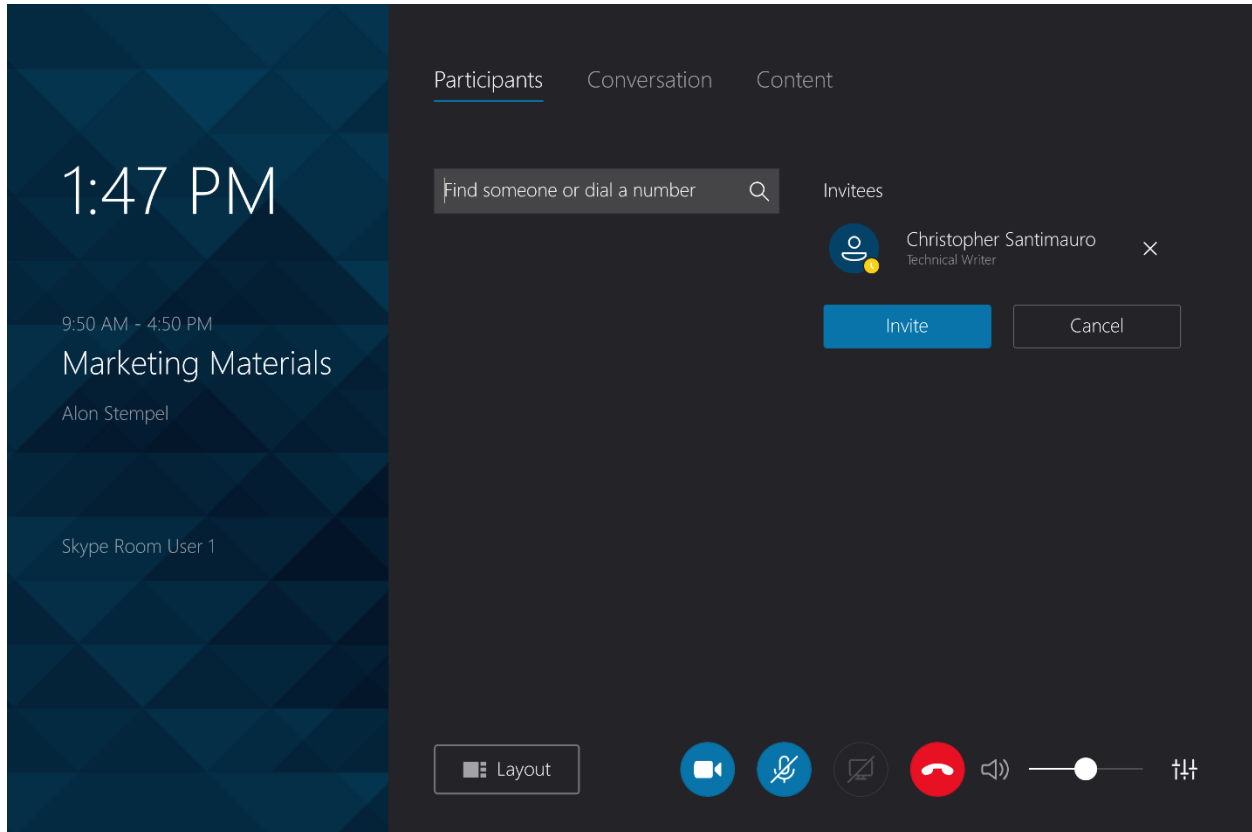 1:47 PM
9:50 AM - 4:50 PM
Marketing Materials
Alon Stempel
Skype Room User 1
Participants
Conversation
Content
Find someone or dial a number
Invitees
Christopher Santimauro
Technical Writer
Invite
Cancel
Layout